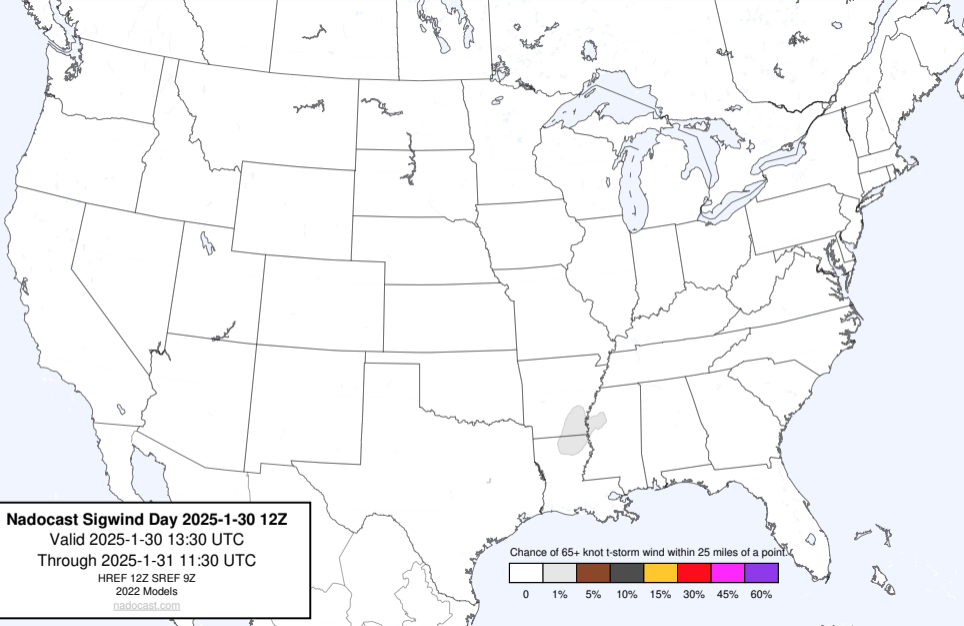 Nadocast Sigwind Day 2025-1-30 12Z
Valid 2025-1-30 13:30 UTC
Through 2025-1-31 11:30 UTC
HREF 12Z SREF 9Z
2022 Models
nadocast.com
Chance of 65+ knot t-storm wind within 25 miles of a point.
0 1% 5% 10% 15% 30% 45% 60%